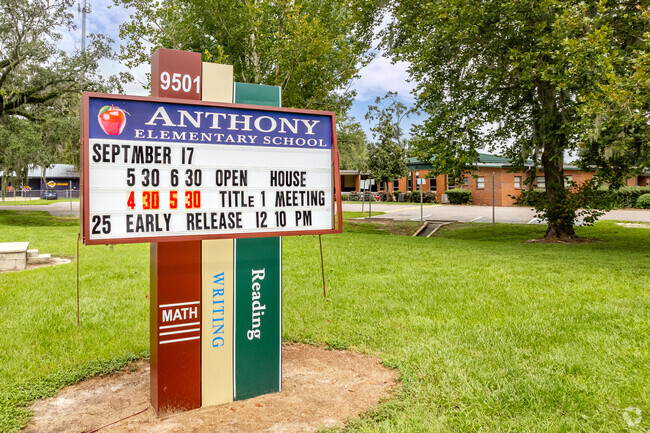 9501
ANTHONY
ELEMENTARY SCHOOL
SEPTMBER 17
5 30 6 30 OPEN HOUSE
4 30 5 30 TITLE 1 MEETING
25 EARLY RELEASE 12 10 PM
MATH
WRITING
Reading